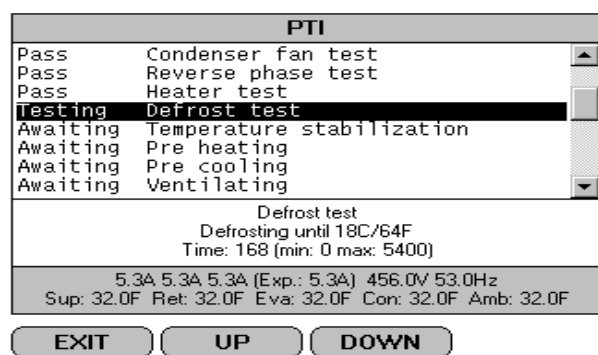 PTI
Pass Condenser fan test
Pass Reverse phase test
Pass Heater test
Testing Defrost test
Awaiting Temperature stabilization
Awaiting Pre heating
Awaiting Pre cooling
Awaiting Ventilating
Defrost test
Defrosting until 18C/64F
Time: 168 (min: 0 max: 5400)
5.3A 5.3A 5.3A (Exp.: 5.3A) 456.0V 53.0Hz
Sup: 32.0F Ret: 32.0F Eva: 32.0F Con: 32.0F Amb: 32.0F
EXIT UP DOWN